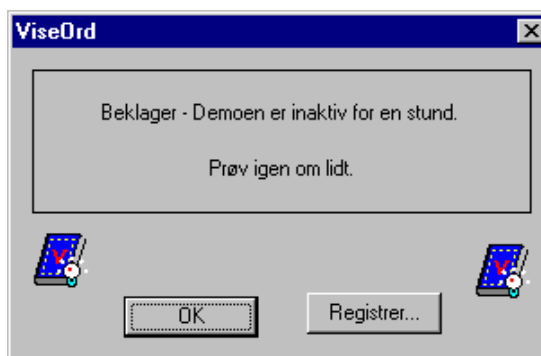 ViseOrd
Beklager - Demoen er inaktiv for en stund.
Prøv igen om lidt.
V
V
OK
Registrer...